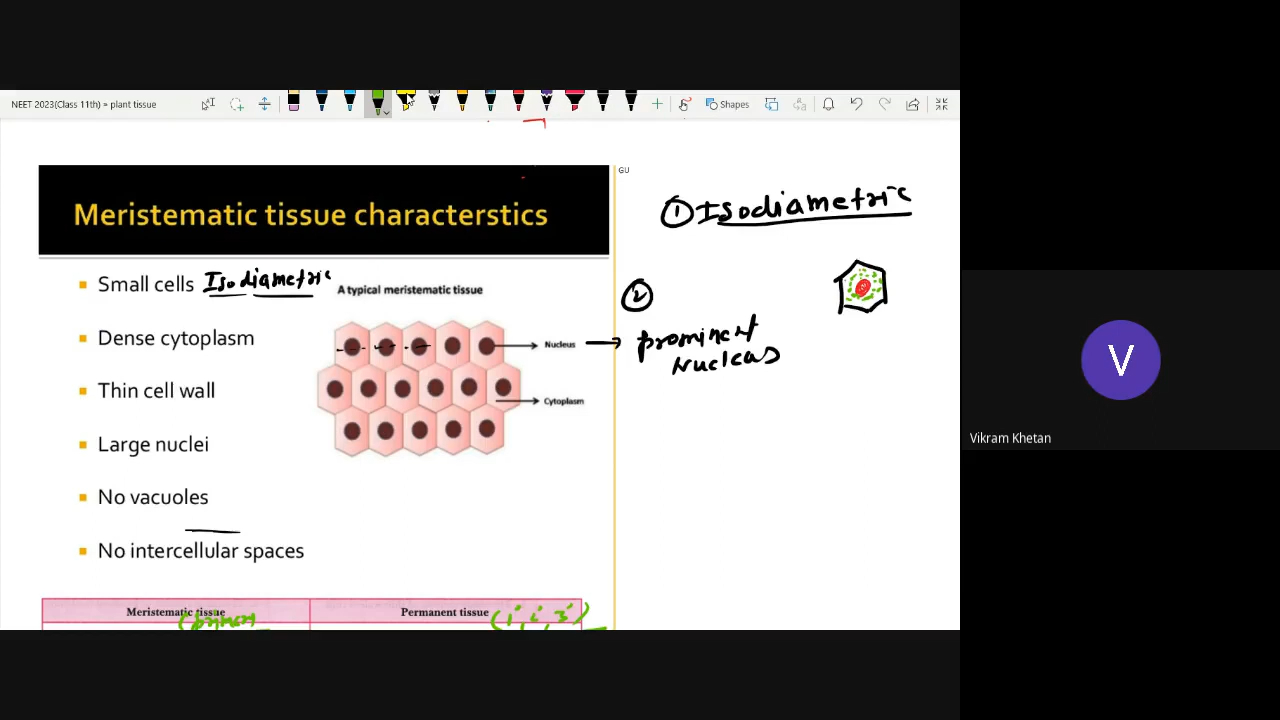 NEET 2023(Class 11th) » plant tissue
Shapes
GU
Meristematic tissue characterstics
① Isodiametric
Small cells Isodiametric
A typical meristematic tissue
②
Dense cytoplasm
Nucleus → prominent
Nucleas
Thin cell wall
Cytoplasm
Large nuclei
No vacuoles
No intercellular spaces
Meristematic tissue
Permanent tissue
V
Vikram Khetan